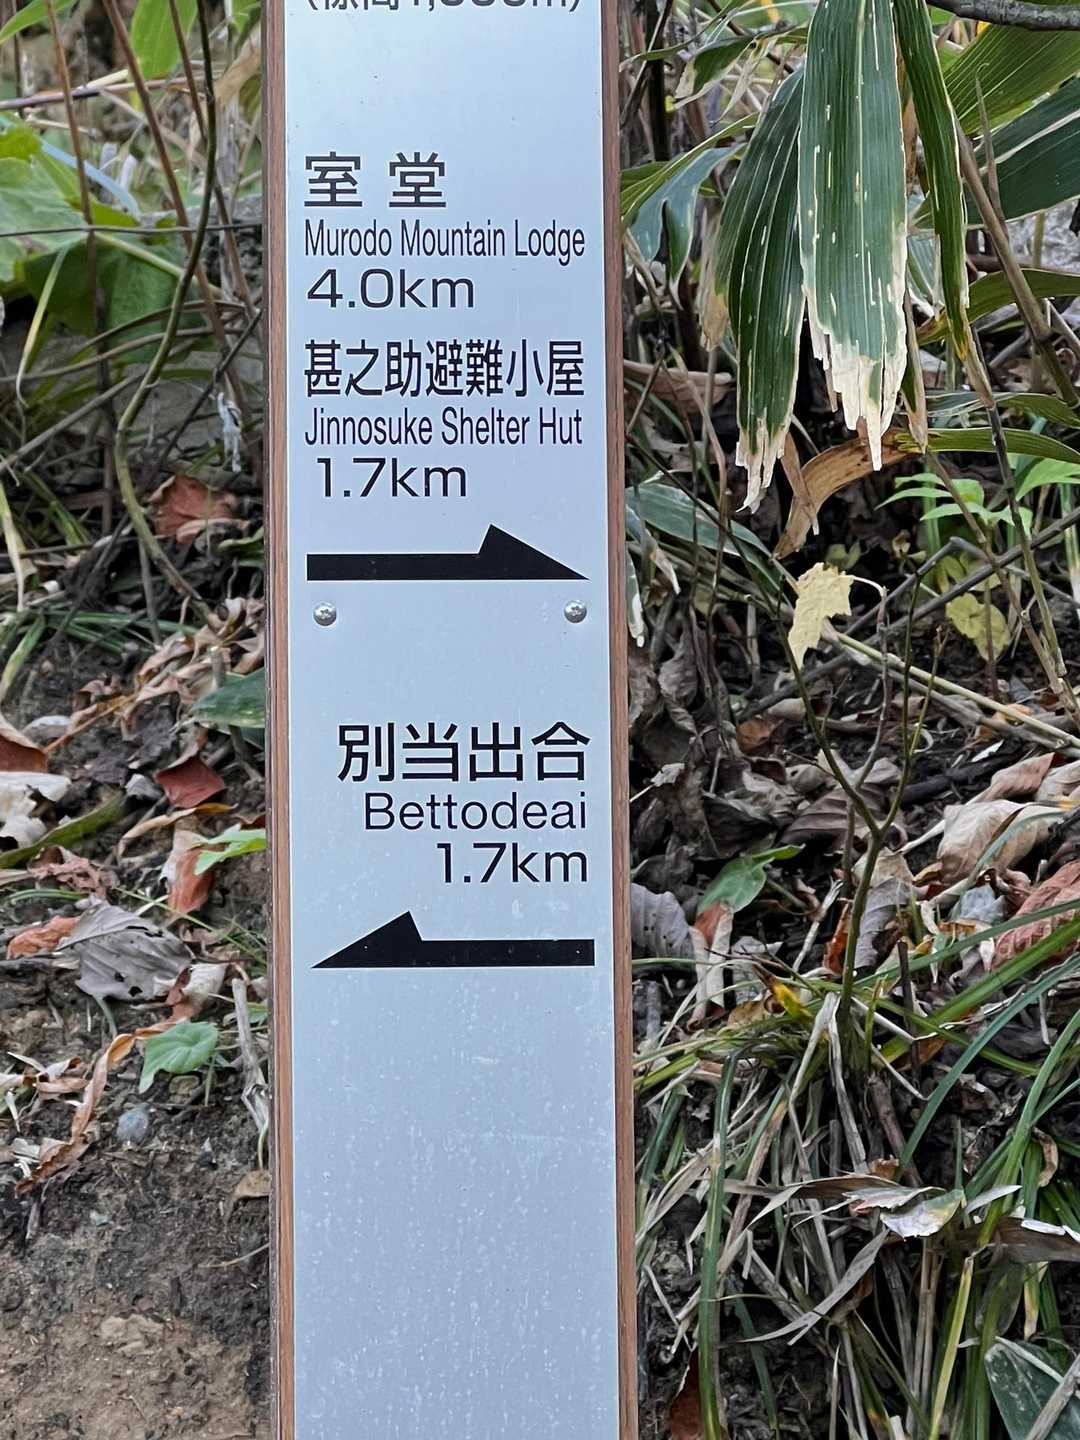 室堂
Murodo Mountain Lodge
4.0km
甚之助避難小屋
Jinnosuke Shelter Hut
1.7km
別当出合
Bettodeai
1.7km